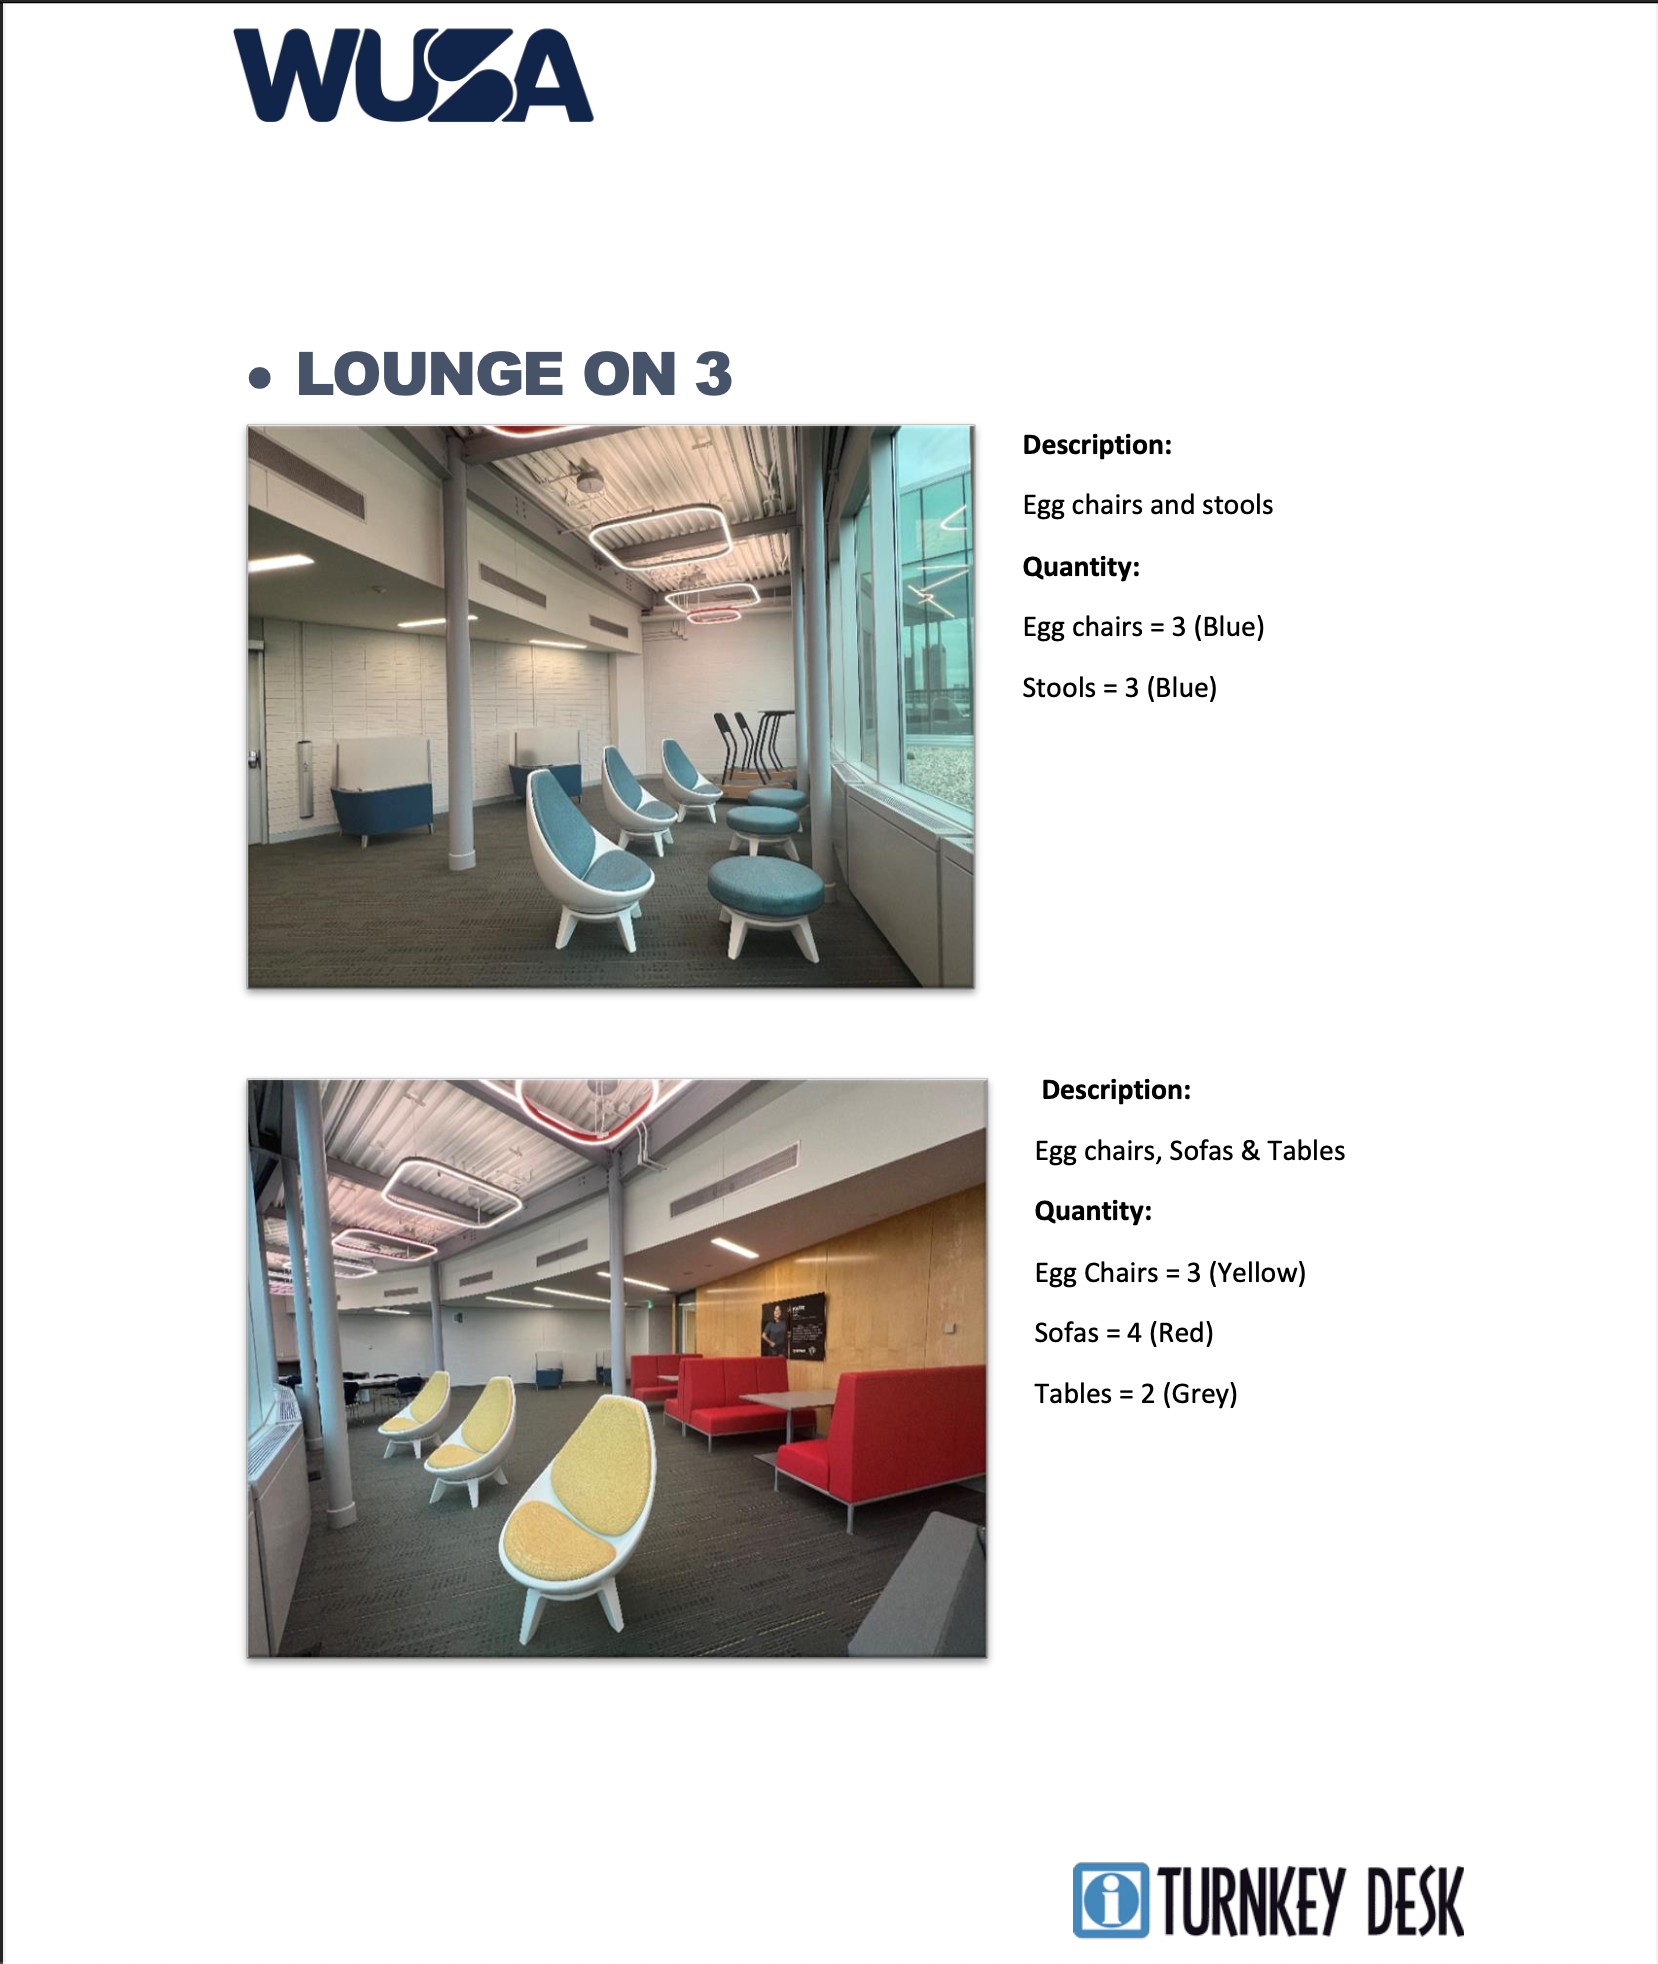 WUSA
• LOUNGE ON 3
Description:
Egg chairs and stools
Quantity:
Egg chairs = 3 (Blue)
Stools = 3 (Blue)
Description:
Egg chairs, Sofas & Tables
Quantity:
Egg Chairs = 3 (Yellow)
Sofas = 4 (Red)
Tables = 2 (Grey)
i TURNKEY DESK